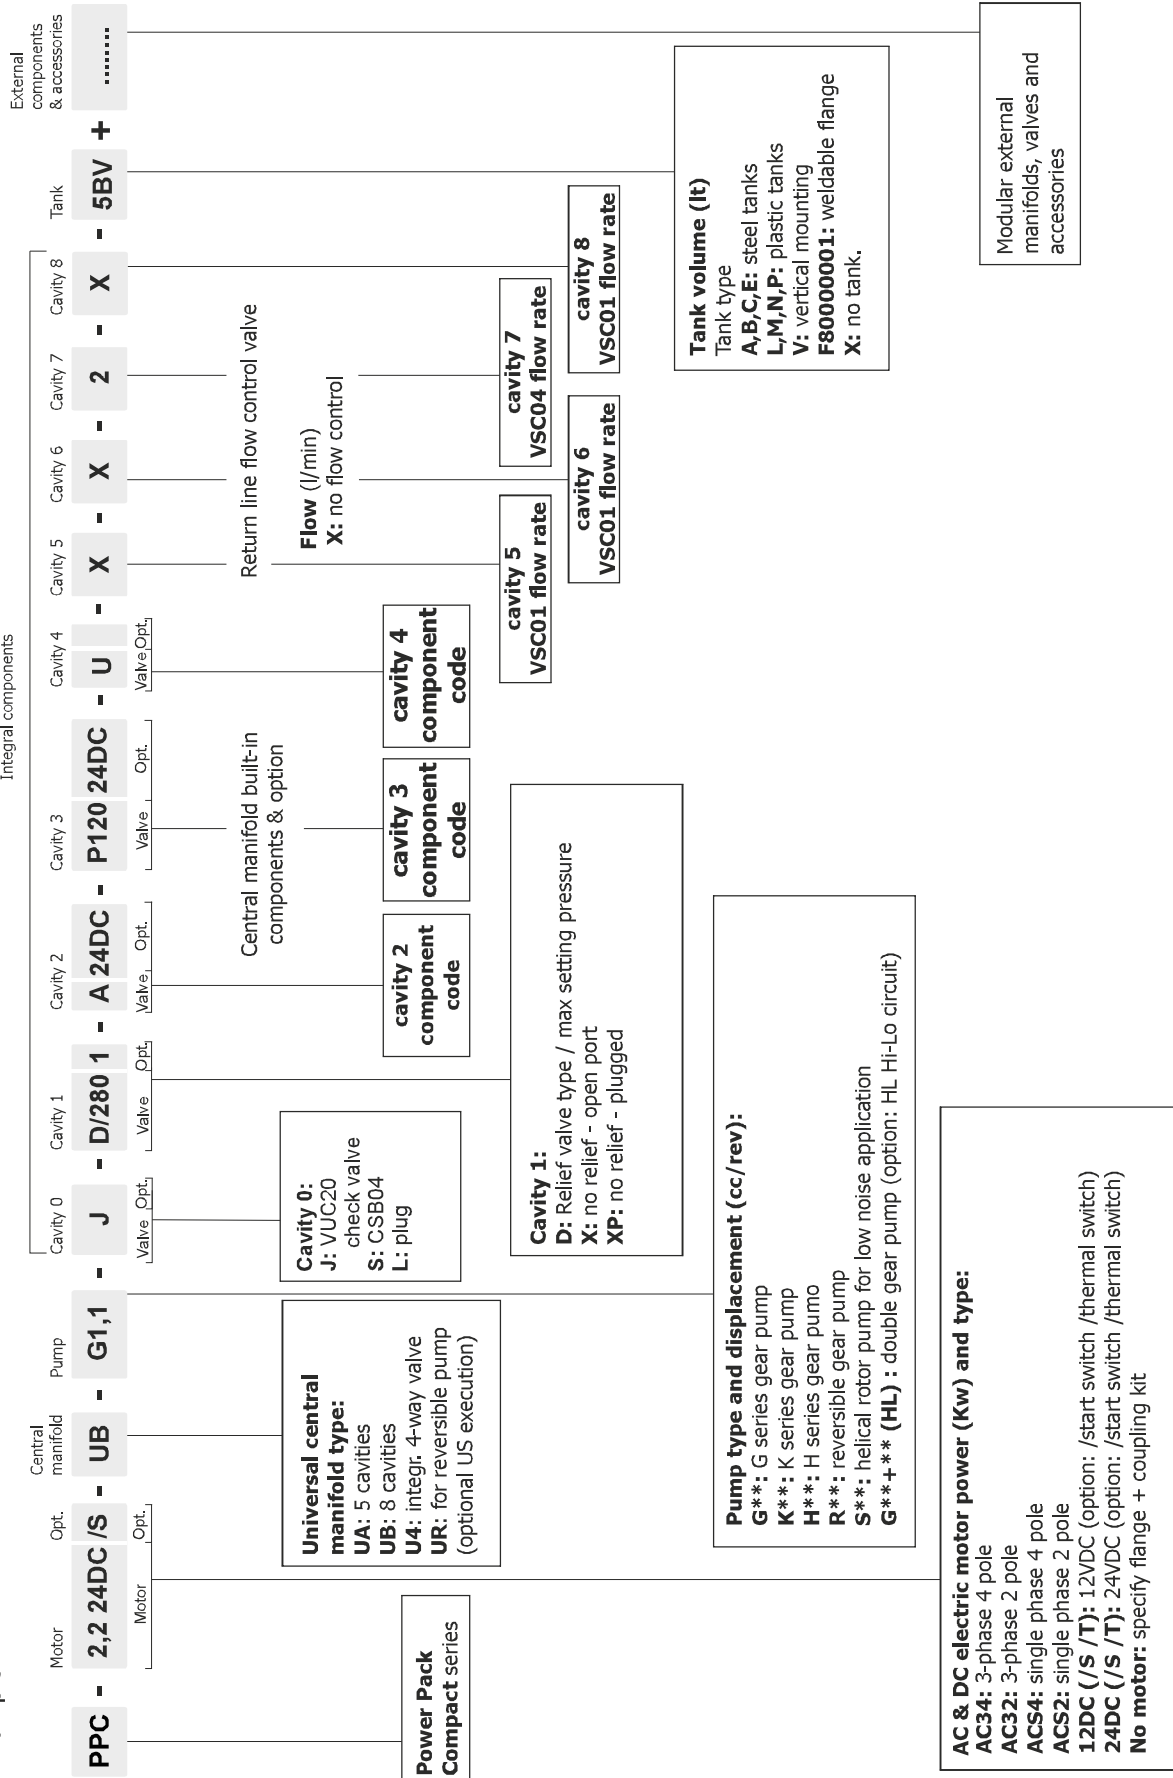 Integral components
External
components
& accessories
Motor
Opt.
Central
manifold
Pump
Cavity 0
Cavity 1
Cavity 2
Cavity 3
Cavity 4
Cavity 5
Cavity 6
Cavity 7
Cavity 8
Tank
PPC - 2,2 24DC /S - UB - G1,1 - J - D/280 1 - A 24DC - P120 24DC - U - X - X - 2 - X - 5BV + ........
Motor Opt.
Valve Opt.
Valve Opt.
Valve Opt.
Valve Opt.
Valve Opt.
Power Pack
Compact series
Universal central
manifold type:
UA: 5 cavities
UB: 8 cavities
U4: integr. 4-way valve
UR: for reversible pump
(optional US execution)
Cavity 0:
J: VUC20
check valve
S: CSB04
L: plug
Central manifold built-in
components & option
cavity 2
component
code
cavity 3
component
code
cavity 4
component
code
Return line flow control valve
Flow (l/min)
X: no flow control
cavity 5
VSC01 flow rate
cavity 6
VSC01 flow rate
cavity 7
VSC04 flow rate
cavity 8
VSC01 flow rate
Cavity 1:
D: Relief valve type / max setting pressure
X: no relief - open port
XP: no relief - plugged
Tank volume (lt)
Tank type
A,B,C,E: steel tanks
L,M,N,P: plastic tanks
V: vertical mounting
F80000001: weldable flange
X: no tank.
Pump type and displacement (cc/rev):
G**: G series gear pump
K**: K series gear pump
H**: H series gear pumo
R**: reversible gear pump
S**: helical rotor pump for low noise application
G**+** (HL) : double gear pump (option: HL Hi-Lo circuit)
AC & DC electric motor power (Kw) and type:
AC34: 3-phase 4 pole
AC32: 3-phase 2 pole
ACS4: single phase 4 pole
ACS2: single phase 2 pole
12DC (/S /T): 12VDC (option: /start switch /thermal switch)
24DC (/S /T): 24VDC (option: /start switch /thermal switch)
No motor: specify flange + coupling kit
Modular external
manifolds, valves and
accessories